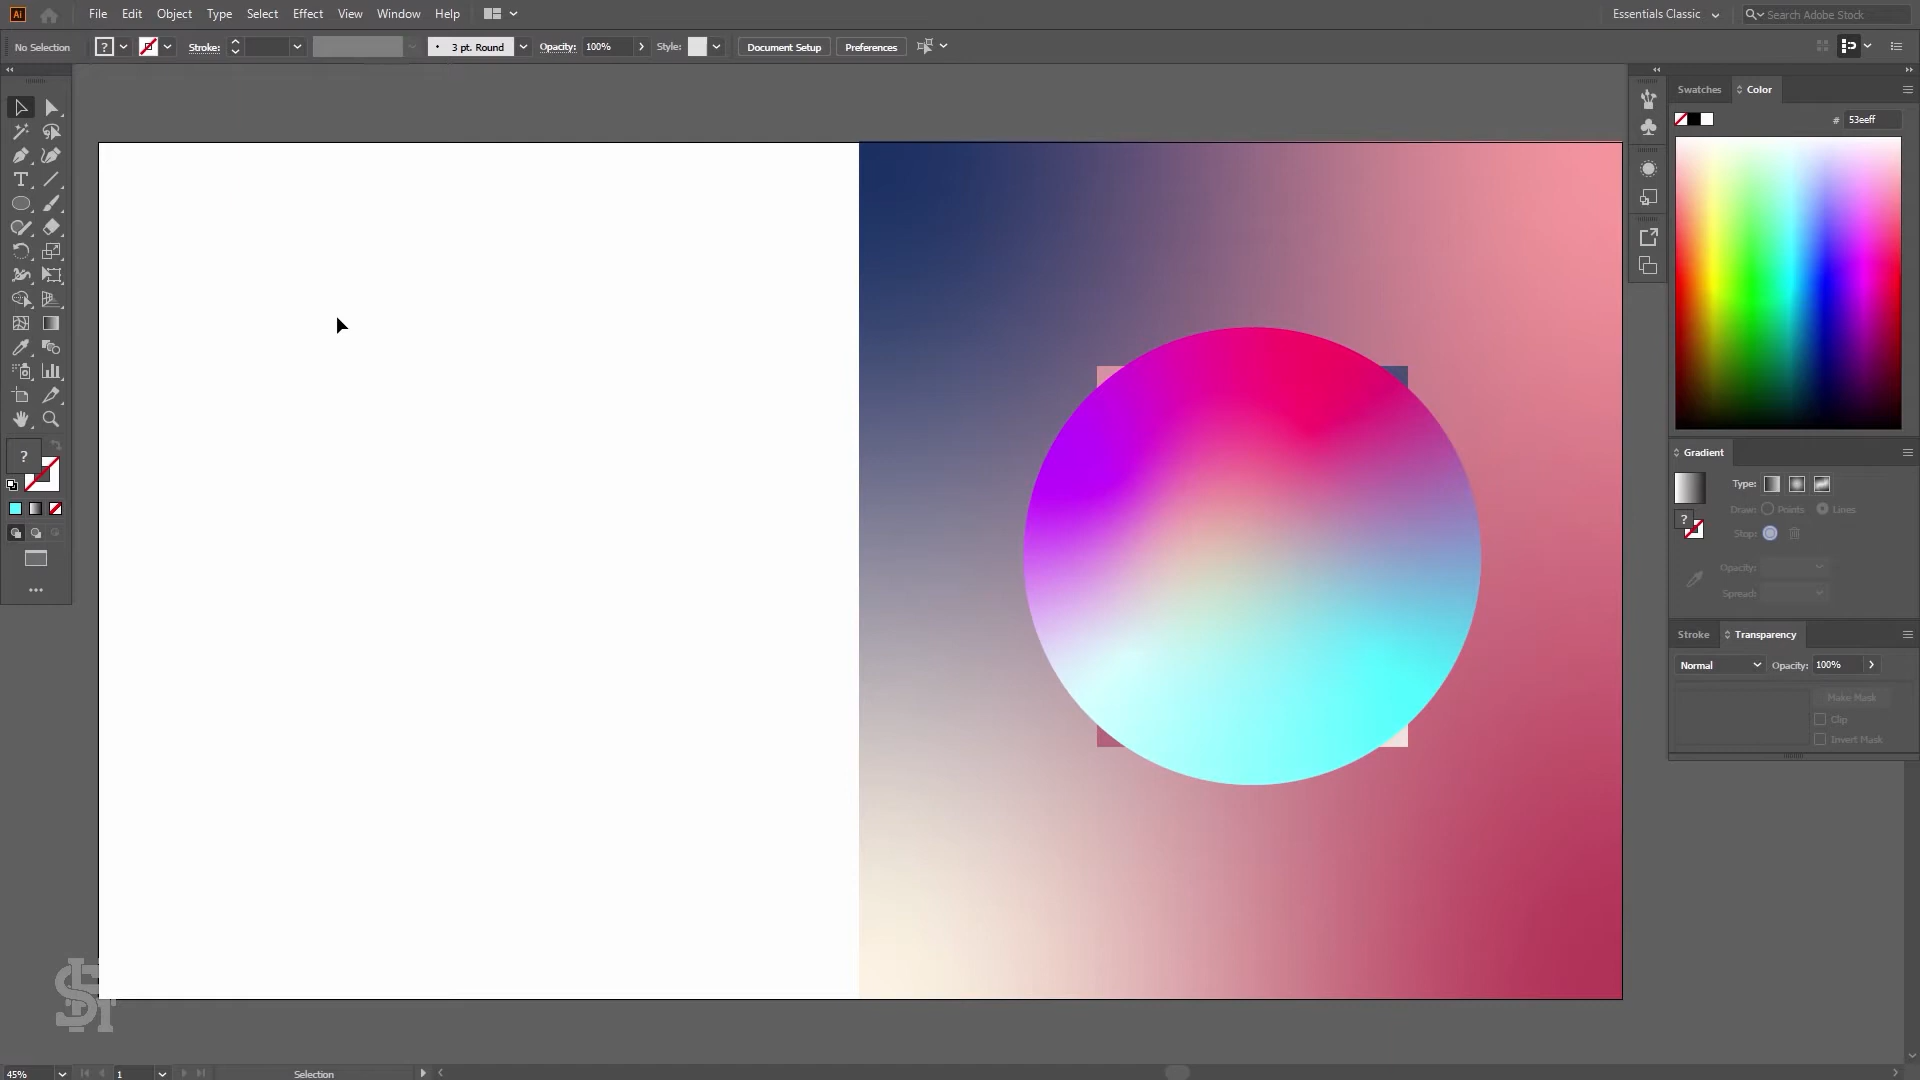 Ai File Edit Object Type Select Effect View Window Help Essentials Classic Search Adobe Stock
No Selection ? Stroke: 3 pt. Round Opacity: 100% Style: Document Setup Preferences
Swatches Color
# 53eeff
Gradient
Type:
Draw: Points Lines
?
Stop:
Opacity:
Spread:
Stroke Transparency
Normal Opacity: 100%
Make Mask
Clip
Invert Mask
?
45% 1 Selection